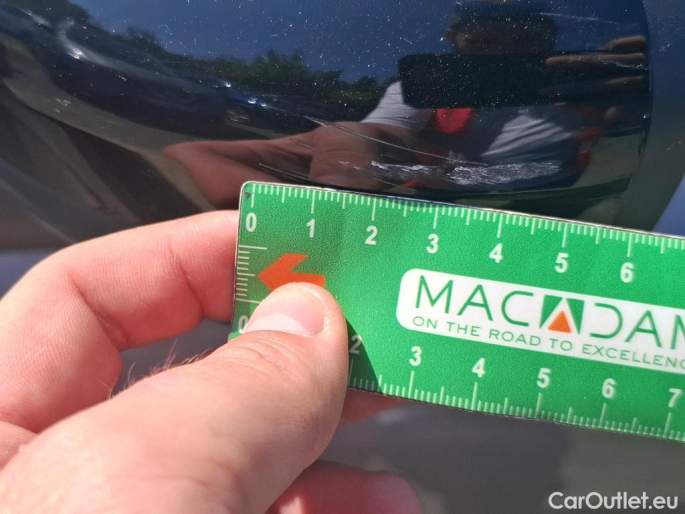 0 1 2 3 4 5 6
MACADAM
ON THE ROAD TO EXCELLENC
0 2 3 4 5 6 7
CarOutlet.eu